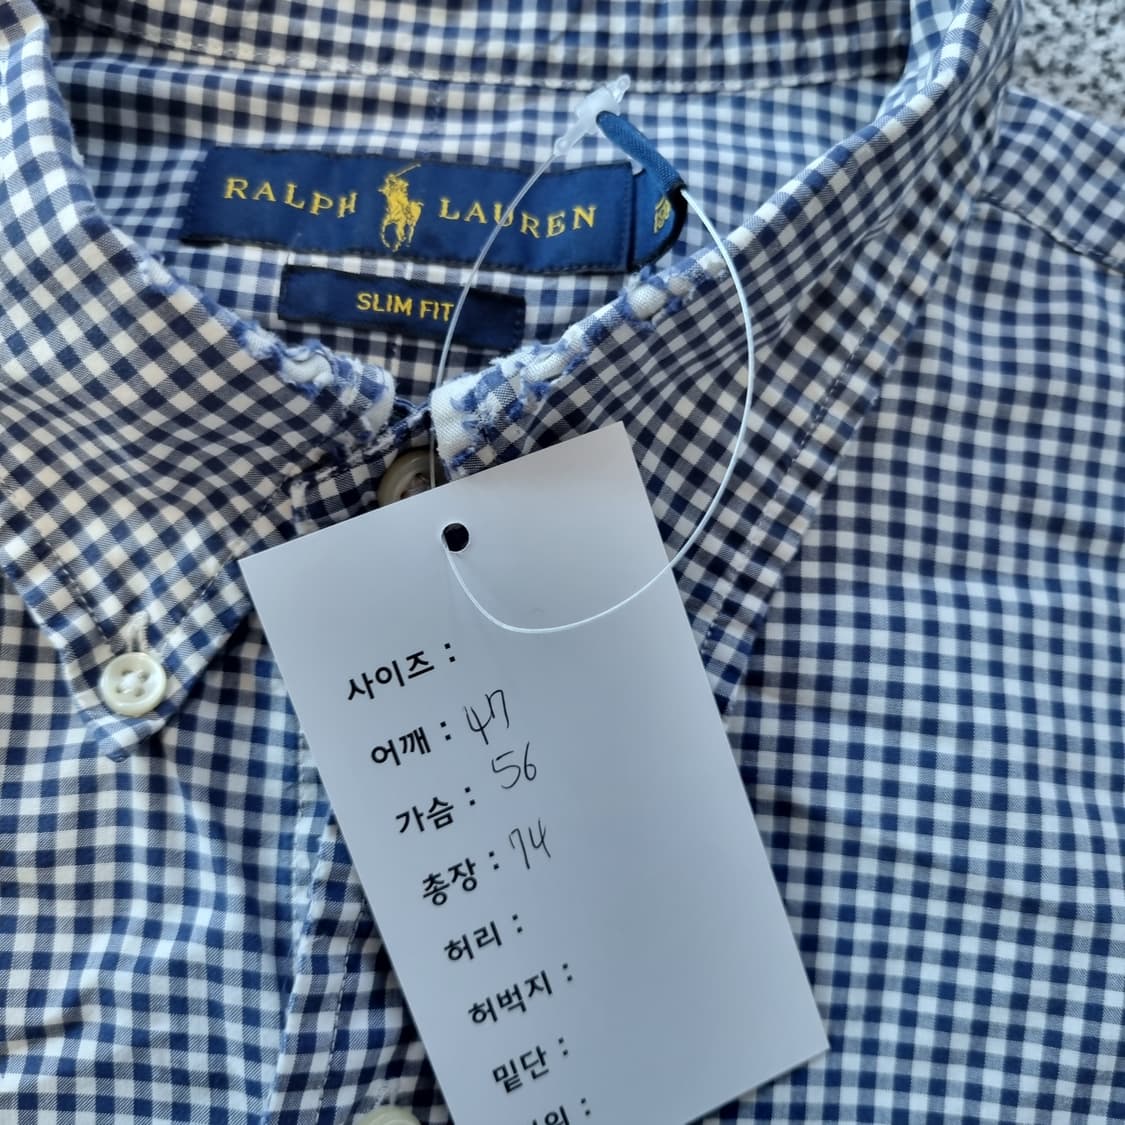 RALPH LAUREN
SLIM FIT
사이즈 :
어깨 : 47
가슴 : 56
총장 : 74
허리 :
허벅지 :
밑단 :